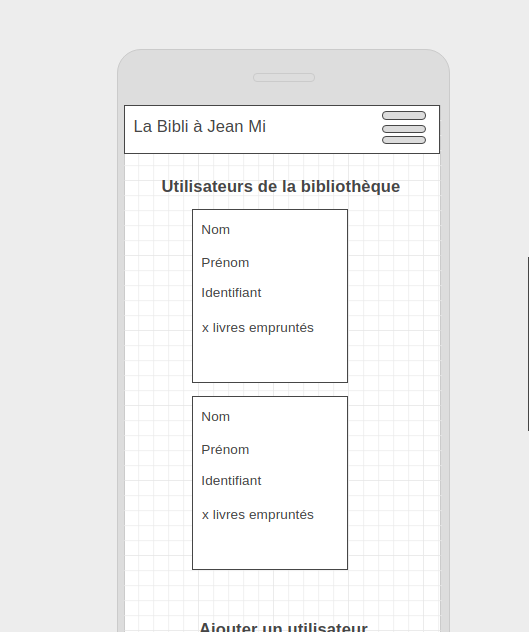 La Bibli à Jean Mi
Utilisateurs de la bibliothèque
Nom
Prénom
Identifiant
x livres empruntés
Nom
Prénom
Identifiant
x livres empruntés
Ajouter un utilisateur